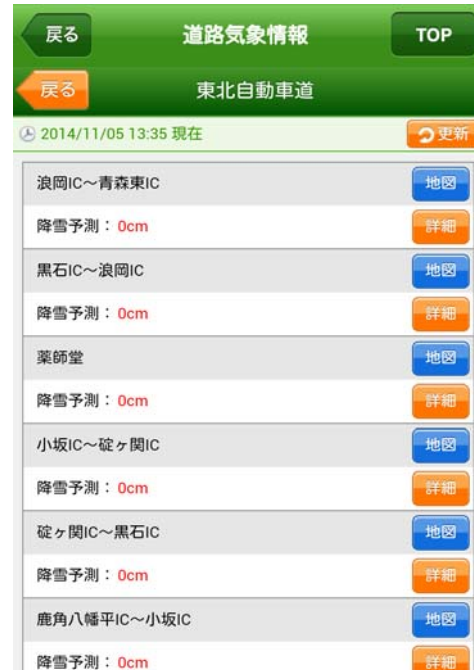 戻る 道路気象情報 TOP
戻る 東北自動車道
2014/11/05 13:35 現在 更新
浪岡IC～青森東IC 地図
降雪予測： 0cm 詳細
黒石IC～浪岡IC 地図
降雪予測： 0cm 詳細
薬師堂 地図
降雪予測： 0cm 詳細
小坂IC～碇ヶ関IC 地図
降雪予測： 0cm 詳細
碇ヶ関IC～黒石IC 地図
降雪予測： 0cm 詳細
鹿角八幡平IC～小坂IC 地図
降雪予測： 0cm 詳細